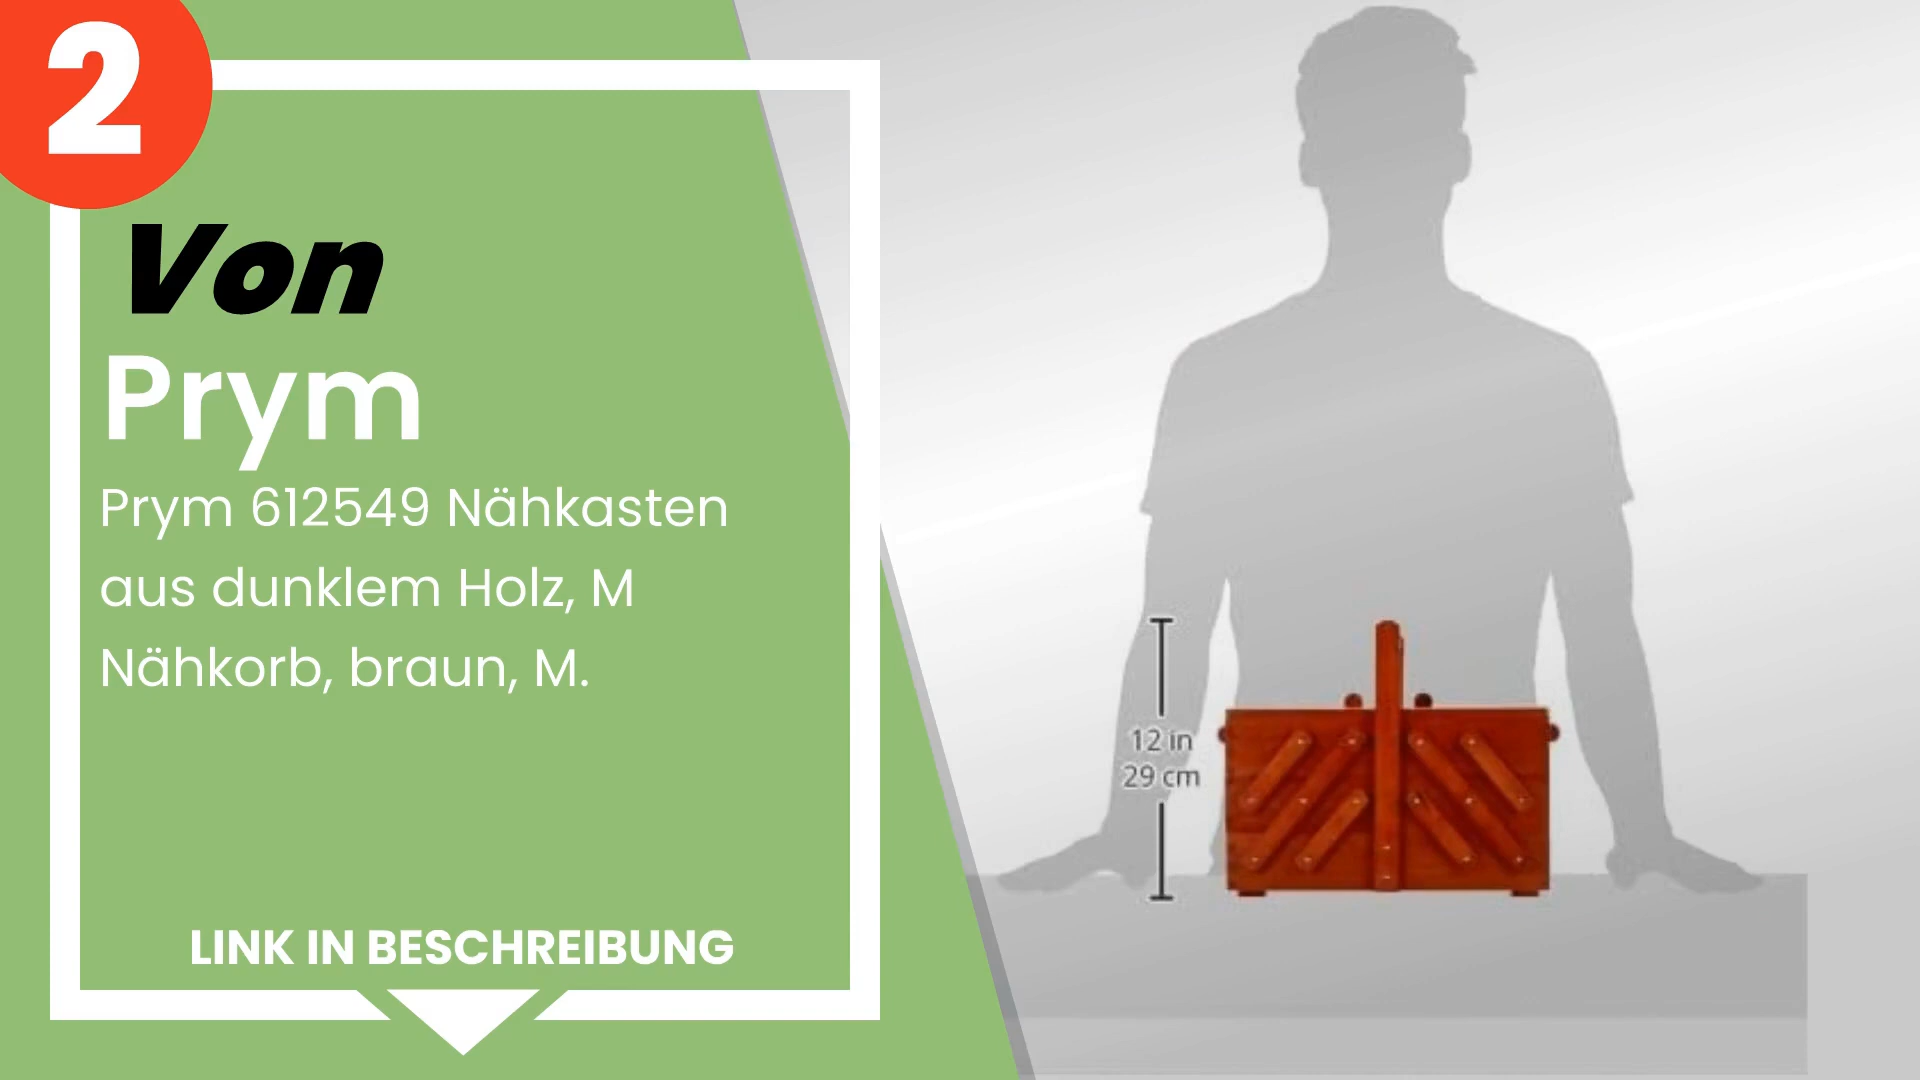 2
Von
Prym
Prym 612549 Nähkasten
aus dunklem Holz, M
Nähkorb, braun, M.
LINK IN BESCHREIBUNG
12 in
29 cm